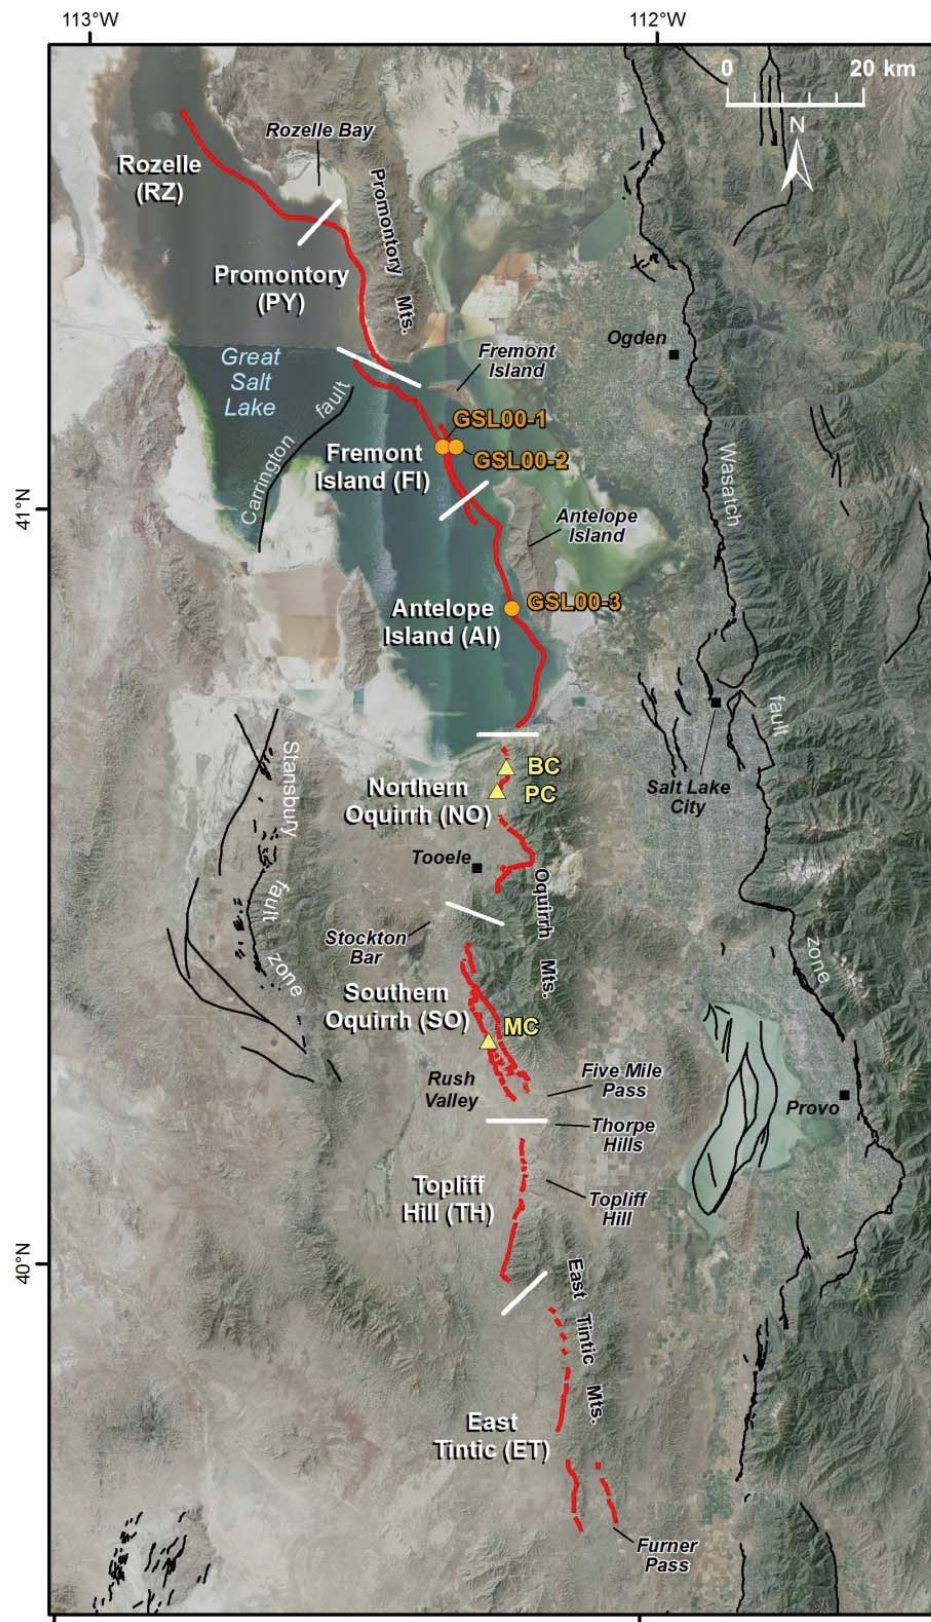 113°W
112°W
0 20 km
N
Rozelle Bay
Rozelle
(RZ)
Promontory
Mts.
Promontory
(PY)
Ogden
Great
Salt
Lake
Fremont
Island
Carrington
fault
GSL00-1
GSL00-2
Fremont
Island (FI)
Wasatch
41°N
Antelope
Island
GSL00-3
Antelope
Island (AI)
fault
Stansbury
fault
zone
BC
PC
Northern
Oquirrh (NO)
Salt Lake
City
Tooele
Oquirrh
Mts.
Stockton
Bar
zone
Southern
Oquirrh (SO)
MC
Rush
Valley
Five Mile
Pass
Provo
Thorpe
Hills
Topliff
Hill (TH)
Topliff
Hill
40°N
East
Tintic
Mts.
East
Tintic (ET)
Furner
Pass